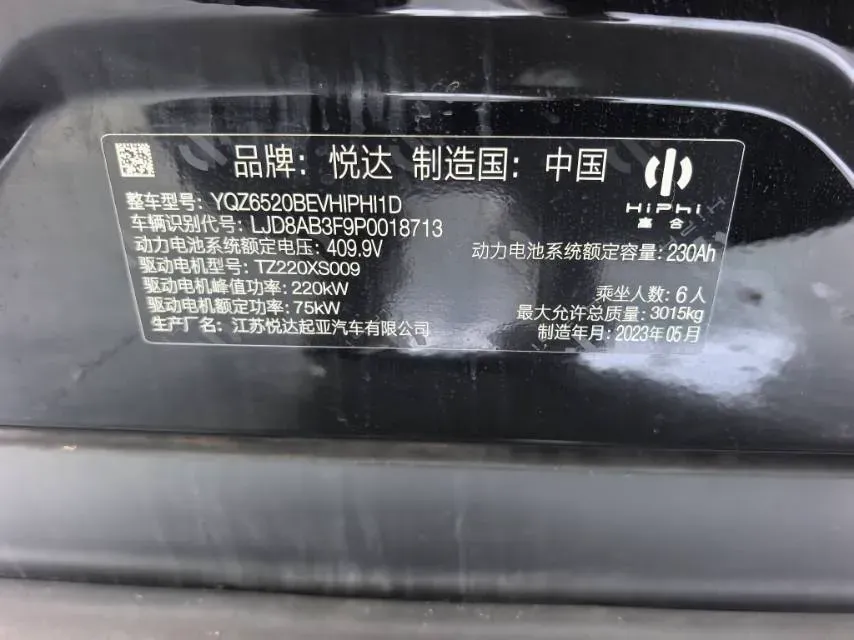 品牌：悦达 制造国：中国
HiPhi
高合
整车型号：YQZ6520BEVHIPHI1D
车辆识别代号：LJD8AB3F9P0018713
动力电池系统额定电压：409.9V
动力电池系统额定容量：230Ah
驱动电机型号：TZ220XS009
驱动电机峰值功率：220kW
乘坐人数：6人
驱动电机额定功率：75kW
最大允许总质量：3015kg
生产厂名：江苏悦达起亚汽车有限公司
制造年月：2023年05月